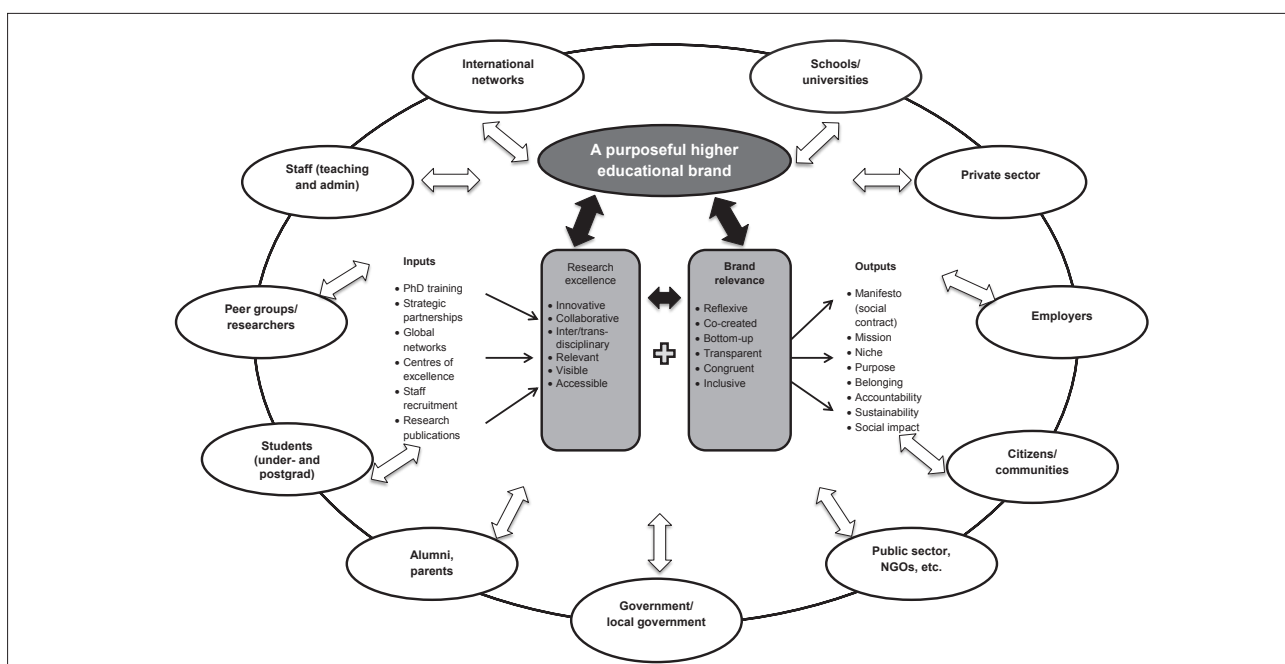 International
networks
Schools/
universities
A purposeful higher
educational brand
Staff (teaching
and admin)
Private sector
Inputs
• PhD training
• Strategic
partnerships
• Global
networks
• Centres of
excellence
• Staff
recruitment
• Research
publications
Research
excellence
• Innovative
• Collaborative
• Inter/trans-
disciplinary
• Relevant
• Visible
• Accessible
Brand
relevance
• Reflexive
• Co-created
• Bottom-up
• Transparent
• Congruent
• Inclusive
Outputs
• Manifesto
(social
contract)
• Mission
• Niche
• Purpose
• Belonging
• Accountability
• Sustainability
• Social impact
Peer groups/
researchers
Employers
Students
(under- and
postgrad)
Citizens/
communities
Alumni,
parents
Public sector,
NGOs, etc.
Government/
local government